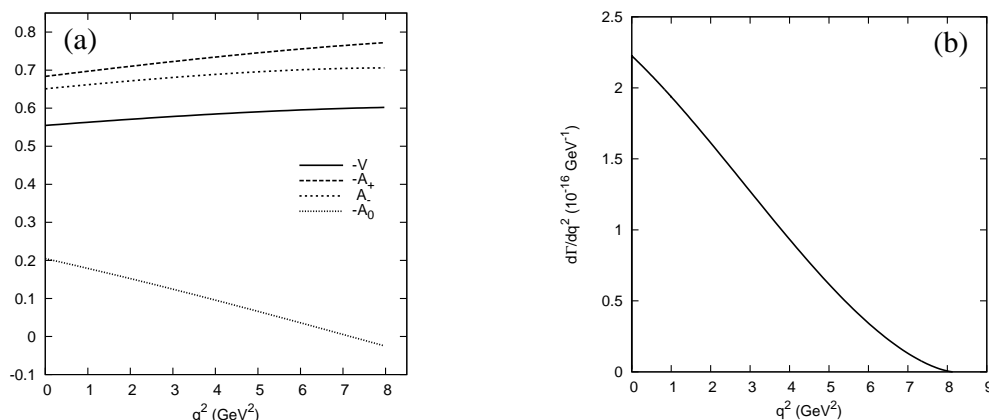 (a)
0.8
0.7
0.6
0.5
0.4
0.3
0.2
0.1
0
-0.1
-V
-A+
A-
-A0
0 1 2 3 4 5 6 7 8
q² (GeV²)
(b)
2.5
2
1.5
1
0.5
0
dΓ/dq² (10⁻¹⁶ GeV⁻¹)
0 1 2 3 4 5 6 7 8 9
q² (GeV²)